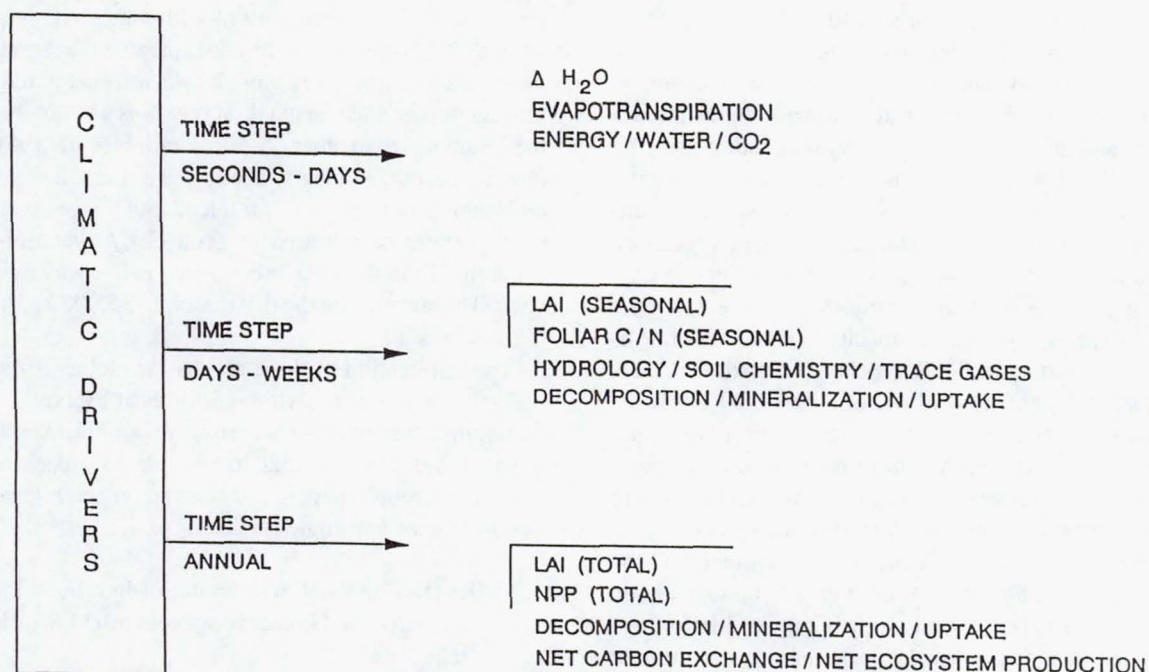 CLIMATIC DRIVERS
TIME STEP
SECONDS - DAYS
Δ H2O
EVAPOTRANSPIRATION
ENERGY / WATER / CO2
TIME STEP
DAYS - WEEKS
LAI (SEASONAL)
FOLIAR C / N (SEASONAL)
HYDROLOGY / SOIL CHEMISTRY / TRACE GASES
DECOMPOSITION / MINERALIZATION / UPTAKE
TIME STEP
ANNUAL
LAI (TOTAL)
NPP (TOTAL)
DECOMPOSITION / MINERALIZATION / UPTAKE
NET CARBON EXCHANGE / NET ECOSYSTEM PRODUCTION